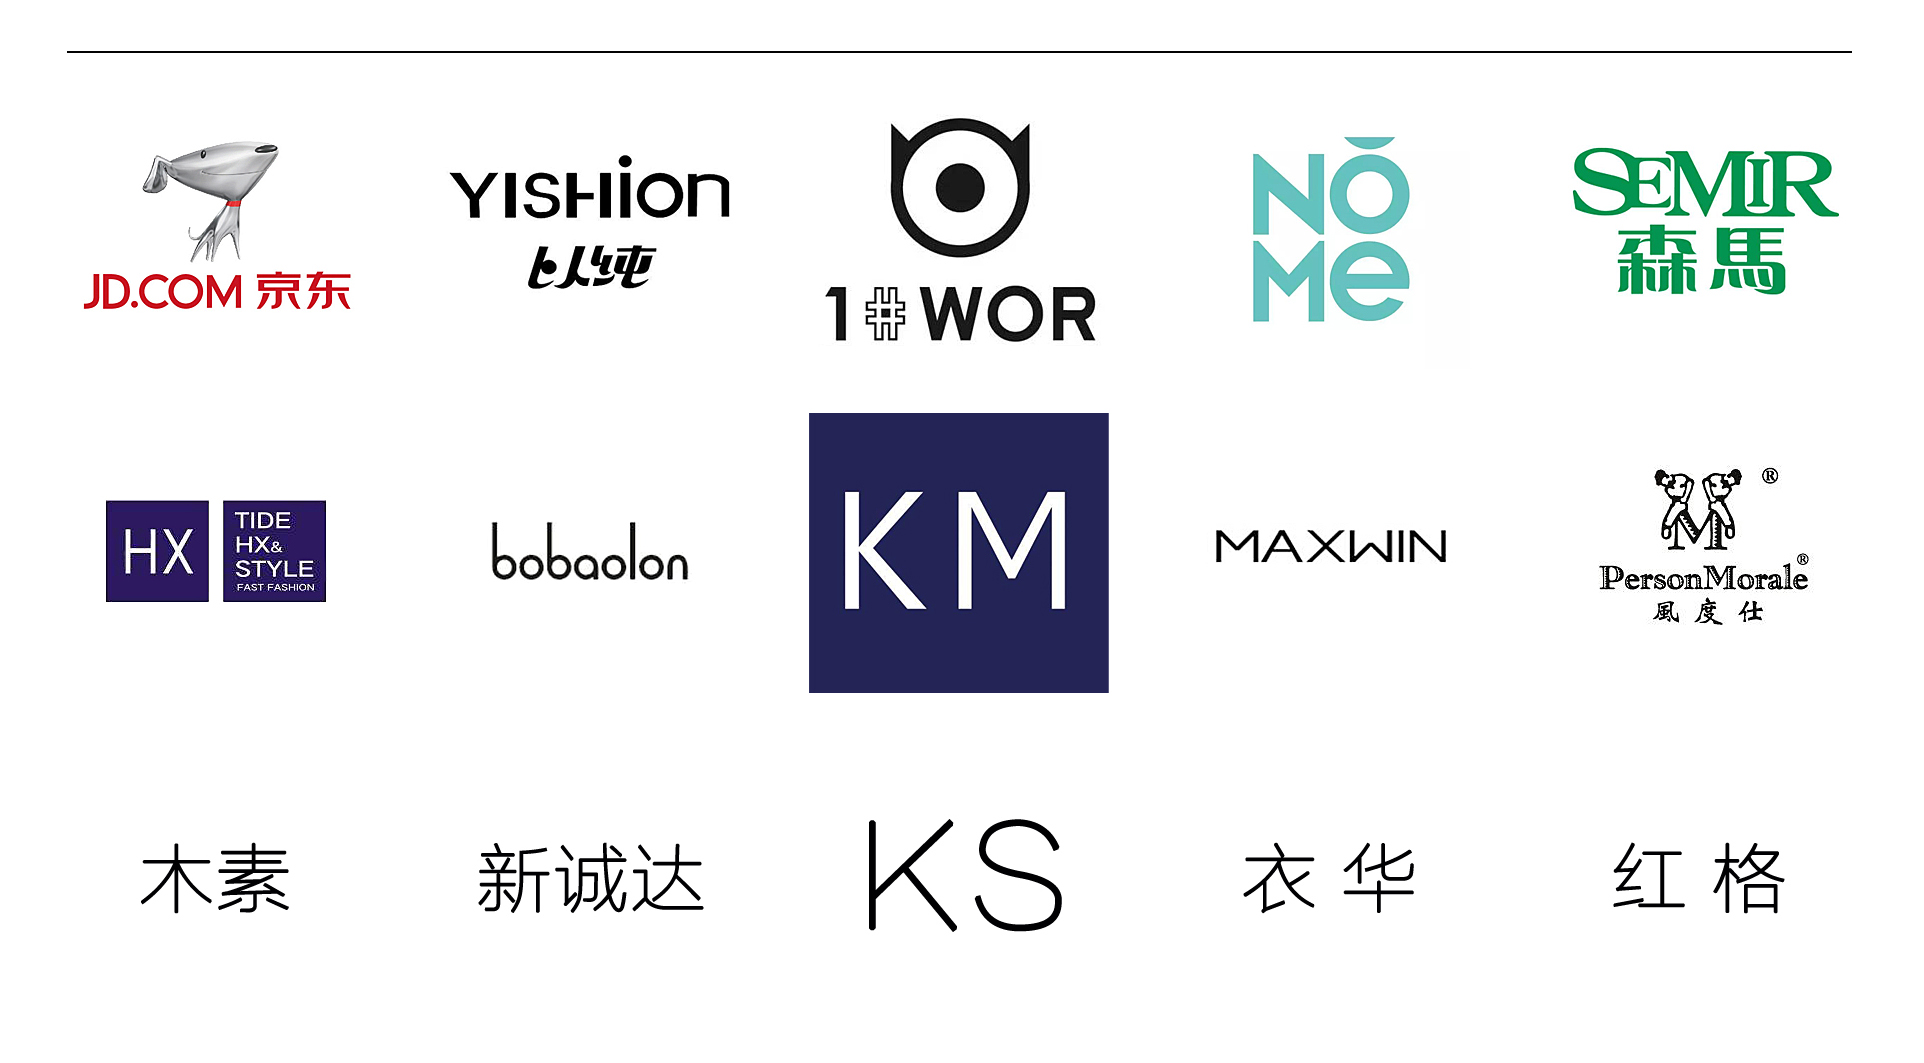 JD.COM 京东
YISHion
以纯
1#WOR
NŌ
Me
SEMIR
森馬
HX
TIDE
HX&
STYLE
FAST FASHION
bobaolon
KM
MAXWIN
®
PersonMorale®
風度仕
木素
新诚达
KS
衣华
红格